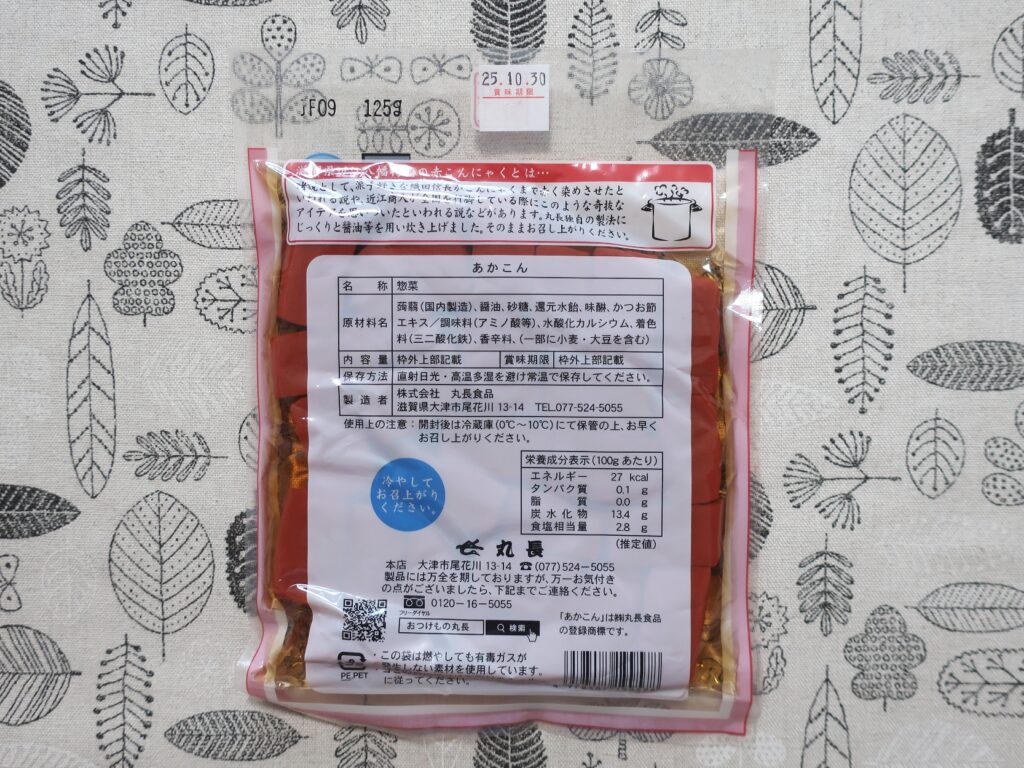 25.10.30
賞味期限
JF09 125g
の赤こんにゃくとは…
として、派手好きな織田信長がこんにゃくまで赤く染めさせたと
いわれる説や、近江商人が全国を行脚している際にこのような奇抜な
アイデアを思いついたといわれる説などがあります。丸長独自の製法に
じっくりと醤油等を用い炊き上げました。そのままお召し上がりください。
あかこん
名 称 惣菜
原材料名 蒟蒻(国内製造)、醤油、砂糖、還元水飴、味醂、かつお節
エキス/調味料(アミノ酸等)、水酸化カルシウム、着色
料(三二酸化鉄)、香辛料、(一部に小麦・大豆を含む)
内 容 量 枠外上部記載 賞味期限 枠外上部記載
保存方法 直射日光・高温多湿を避け常温で保存してください。
製 造 者 株式会社 丸長食品
滋賀県大津市尾花川 13-14 TEL.077-524-5055
使用上の注意:開封後は冷蔵庫(0℃〜10℃)にて保管の上、お早く
お召し上がりください。
冷やして
お召上がり
ください。
栄養成分表示(100gあたり)
エネルギー 27 kcal
タンパク質 0.1 g
脂 質 0.0 g
炭水化物 13.4 g
食塩相当量 2.8 g
(推定値)
丸長
本店 大津市尾花川 13-14 ☎(077)524-5055
製品には万全を期しておりますが、万一お気付き
の点がございましたら、下記までご連絡ください。
フリーダイヤル 0120-16-5055
おつけもの丸長 検索
「あかこん」は㈱丸長食品
の登録商標です。
PE,PET
・この袋は燃やしても有毒ガスが
発生しない素材を使用しています。
に従ってください。